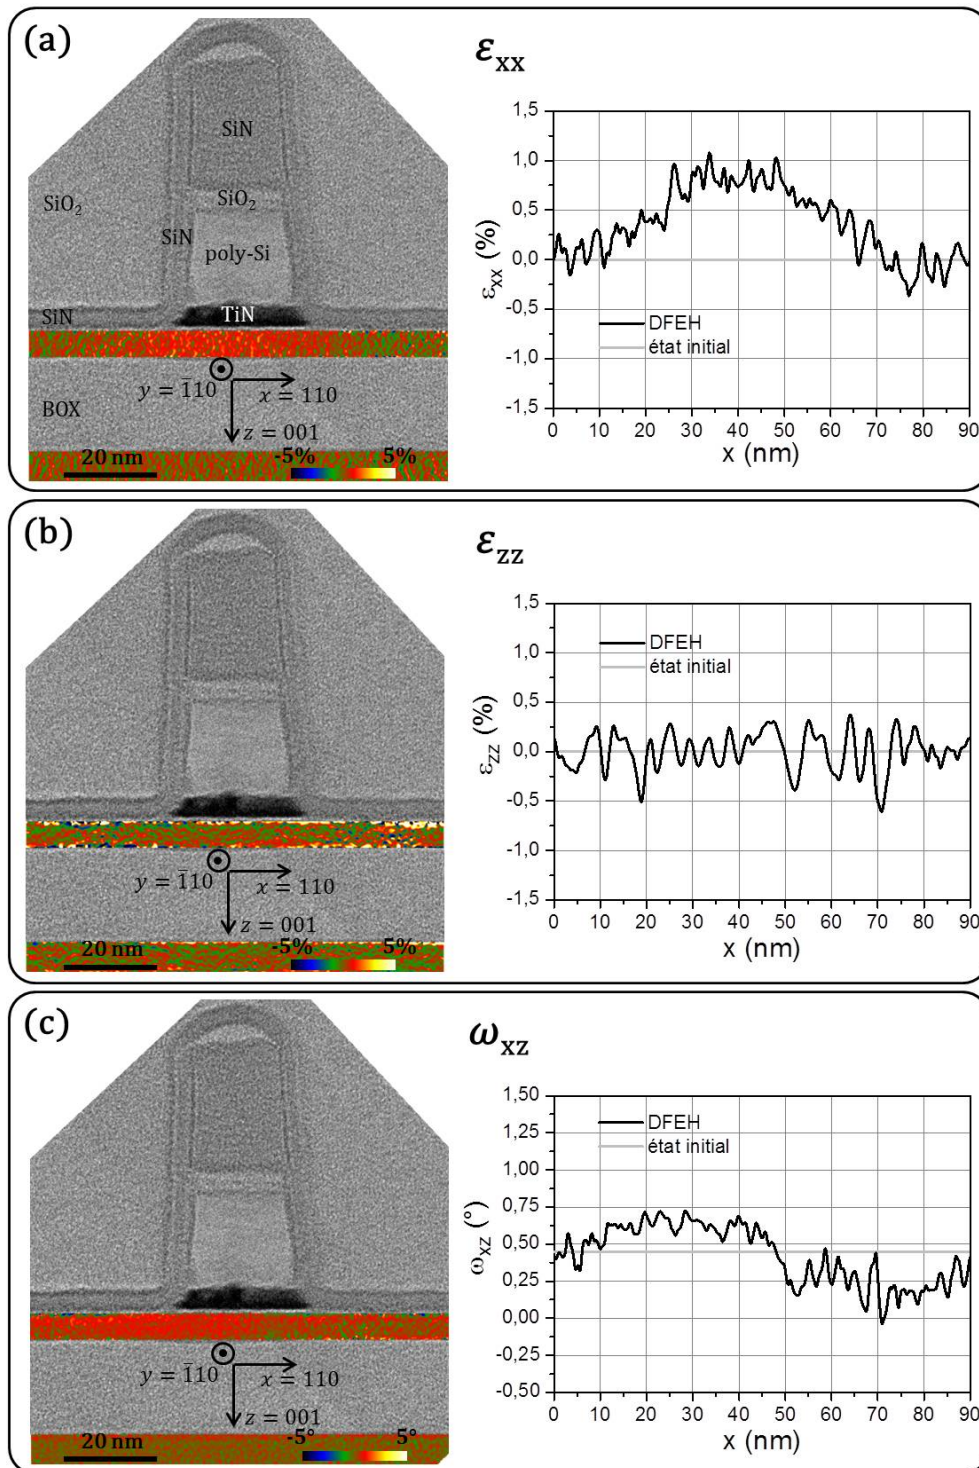 (a)
SiN
SiO₂
SiO₂
SiN
poly-Si
SiN
TiN
y = 1̅10
x = 110
BOX
z = 001
20 nm
-5%
5%
εxx
1,5
1,0
0,5
0,0
-0,5
-1,0
-1,5
εxx (%)
DFEH
état initial
0 10 20 30 40 50 60 70 80 90
x (nm)
(b)
y = 1̅10
x = 110
z = 001
20 nm
-5%
5%
εzz
1,5
1,0
0,5
0,0
-0,5
-1,0
-1,5
εzz (%)
DFEH
état initial
0 10 20 30 40 50 60 70 80 90
x (nm)
(c)
y = 1̅10
x = 110
z = 001
20 nm
-5°
5°
ωxz
1,50
1,25
1,00
0,75
0,50
0,25
0,00
-0,25
-0,50
ωxz (°)
DFEH
état initial
0 10 20 30 40 50 60 70 80 90
x (nm)